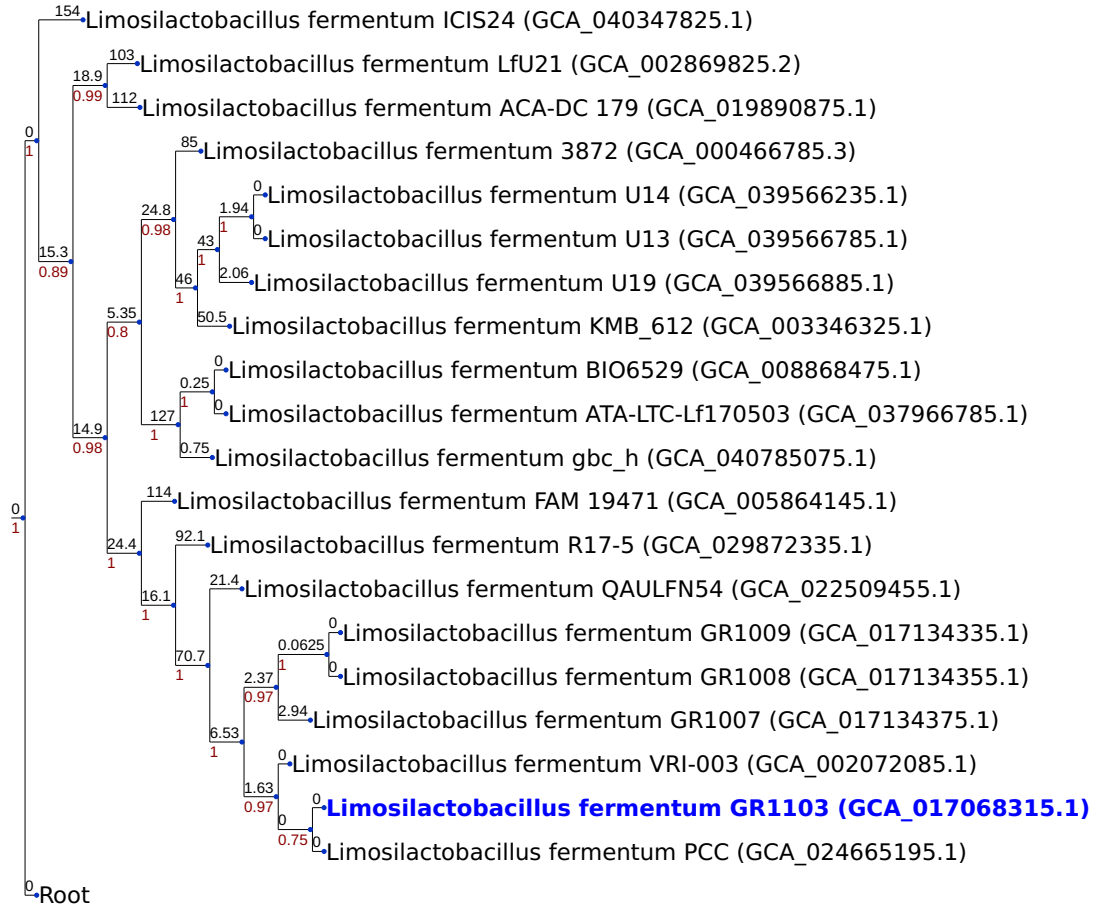 154
Limosilactobacillus fermentum ICIS24 (GCA_040347825.1)
103
Limosilactobacillus fermentum LfU21 (GCA_002869825.2)
18.9
0.99
112
Limosilactobacillus fermentum ACA-DC 179 (GCA_019890875.1)
0
1
85
Limosilactobacillus fermentum 3872 (GCA_000466785.3)
0
Limosilactobacillus fermentum U14 (GCA_039566235.1)
24.8
0.98
1.94
1
0
Limosilactobacillus fermentum U13 (GCA_039566785.1)
43
1
15.3
0.89
2.06
Limosilactobacillus fermentum U19 (GCA_039566885.1)
46
1
50.5
Limosilactobacillus fermentum KMB_612 (GCA_003346325.1)
5.35
0.8
0
Limosilactobacillus fermentum BIO6529 (GCA_008868475.1)
0.25
1
0
Limosilactobacillus fermentum ATA-LTC-Lf170503 (GCA_037966785.1)
127
1
14.9
0.98
0.75
Limosilactobacillus fermentum gbc_h (GCA_040785075.1)
114
Limosilactobacillus fermentum FAM 19471 (GCA_005864145.1)
0
1
92.1
Limosilactobacillus fermentum R17-5 (GCA_029872335.1)
24.4
1
21.4
Limosilactobacillus fermentum QAULFN54 (GCA_022509455.1)
16.1
1
0
Limosilactobacillus fermentum GR1009 (GCA_017134335.1)
0.0625
1
70.7
1
0
Limosilactobacillus fermentum GR1008 (GCA_017134355.1)
2.37
0.97
2.94
Limosilactobacillus fermentum GR1007 (GCA_017134375.1)
6.53
1
0
Limosilactobacillus fermentum VRI-003 (GCA_002072085.1)
1.63
0.97
0
Limosilactobacillus fermentum GR1103 (GCA_017068315.1)
0
0.75
0
Limosilactobacillus fermentum PCC (GCA_024665195.1)
0
Root